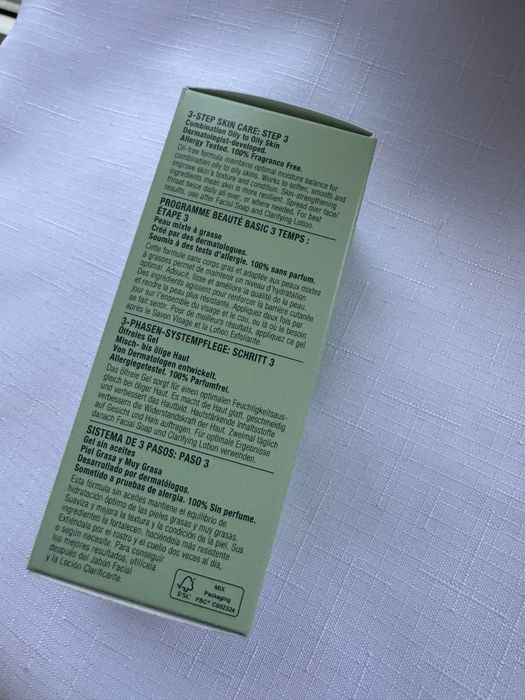 3-STEP SKIN CARE: STEP 3
Combination Oily to Oily Skin
Dermatologist-developed.
Allergy Tested. 100% Fragrance Free.
Oil-free formula maintains optimal moisture balance for
combination oily to oily skins. Works to soften, smooth and
improve skin's texture and condition. Skin-strengthening
ingredients mean skin is more resilient. Spread over face/
throat twice daily all over, or where needed. For best
results, use after Facial Soap and Clarifying Lotion.
PROGRAMME BEAUTÉ BASIC 3 TEMPS :
ÉTAPE 3
Peau mixte à grasse
Créé par des dermatologues.
Soumis à des tests d'allergie. 100% sans parfum.
Cette formule sans corps gras et adaptée aux peaux mixtes
à grasses permet de maintenir un niveau d'hydratation
optimal. Adoucit, lisse et améliore la qualité de la peau.
Des ingrédients agissent pour renforcer la barrière cutanée
et rendre la peau plus résistante. Appliquez deux fois par
jour sur l'ensemble du visage et le cou, ou là où le besoin
se fait sentir. Pour de meilleurs résultats, appliquez ce gel
après le Savon Visage et la Lotion Exfoliante.
3-PHASEN-SYSTEMPFLEGE: SCHRITT 3
Ölfreies Gel
Misch- bis ölige Haut
Von Dermatologen entwickelt.
Allergiegetestet. 100% Parfumfrei.
Das ölfreie Gel sorgt für einen optimalen Feuchtigkeitsaus-
gleich bei öliger Haut. Es macht die Haut glatt, geschmeidig
und verbessert das Hautbild. Hautstärkende Inhaltsstoffe
verbessern die Widerstandskraft der Haut. Zweimal täglich
auf Gesicht und Hals auftragen. Für optimale Ergebnisse
danach Facial Soap und Clarifying Lotion verwenden.
SISTEMA DE 3 PASOS: PASO 3
Gel sin aceites
Piel Grasa y Muy Grasa
Desarrollado por dermatólogos.
Sometido a pruebas de alergia. 100% Sin perfume.
Esta fórmula sin aceites mantiene el equilibrio de
hidratación óptimo de las pieles grasas y muy grasas.
Suaviza y mejora la textura y la condición de la piel. Sus
ingredientes la fortalecen, haciéndola más resistente.
Extiéndala por el rostro y el cuello dos veces al día,
o según necesite. Para conseguir
los mejores resultados, utilícela
después del Jabón Facial
y la Loción Clarificante.
FSC
MIX
Packaging
FSC® C002324